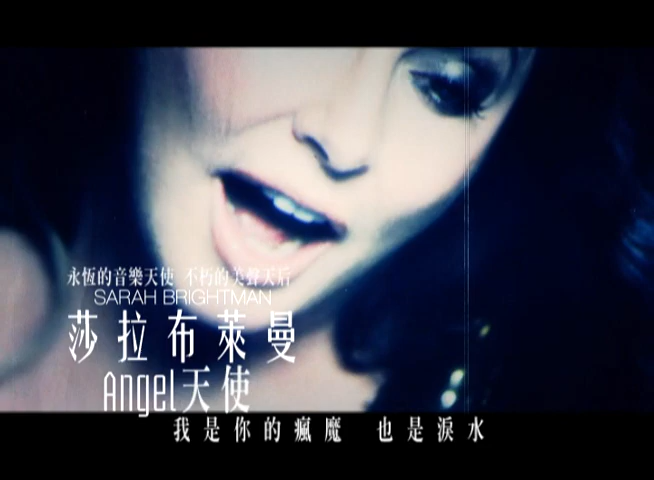 永恆的音樂天使 不朽的美聲天后
SARAH BRIGHTMAN
莎拉布萊曼
Angel天使
我是你的瘋魔 也是淚水